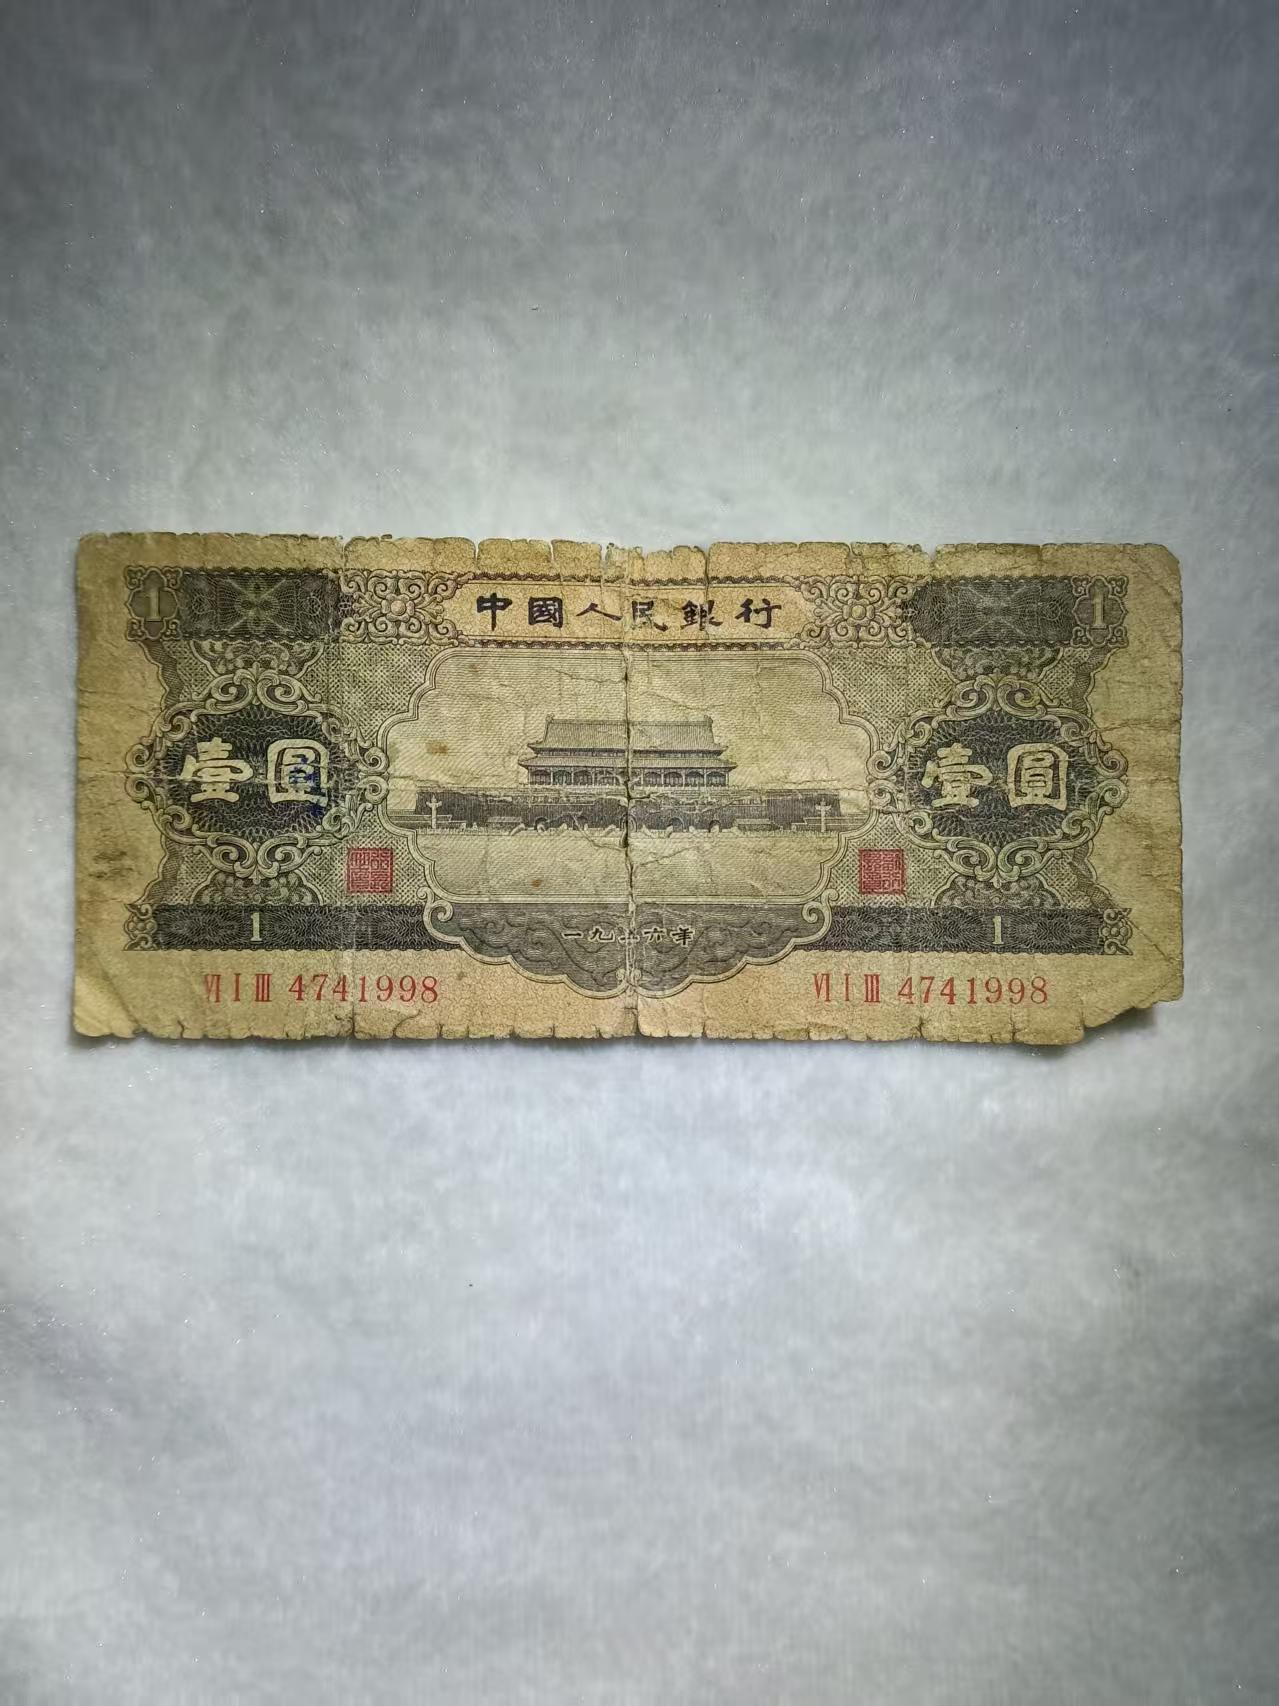 1 中國人民銀行 1
壹圓 壹圓
1 一九五六年 1
Ⅵ Ⅰ Ⅲ 4741998 Ⅵ Ⅰ Ⅲ 4741998